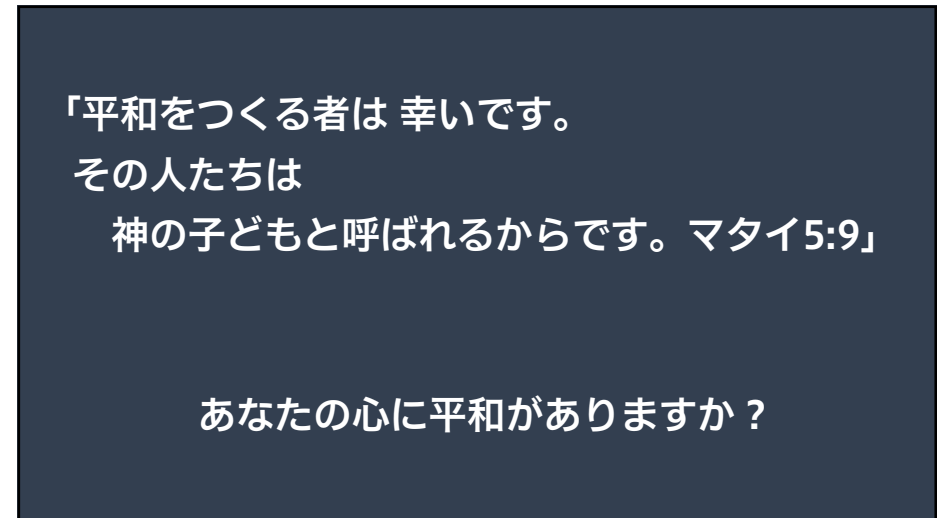 「平和をつくる者は 幸いです。
その人たちは
神の子どもと呼ばれるからです。マタイ5:9」
あなたの心に平和がありますか？